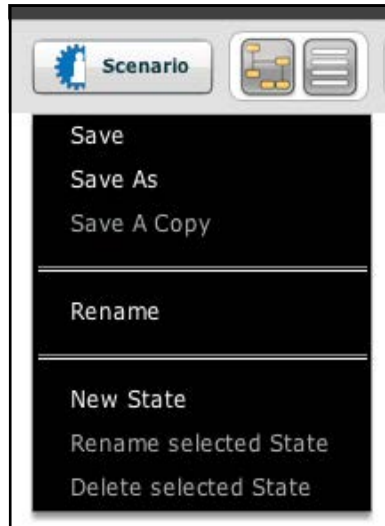 Scenario
Save
Save As
Save A Copy
Rename
New State
Rename selected State
Delete selected State